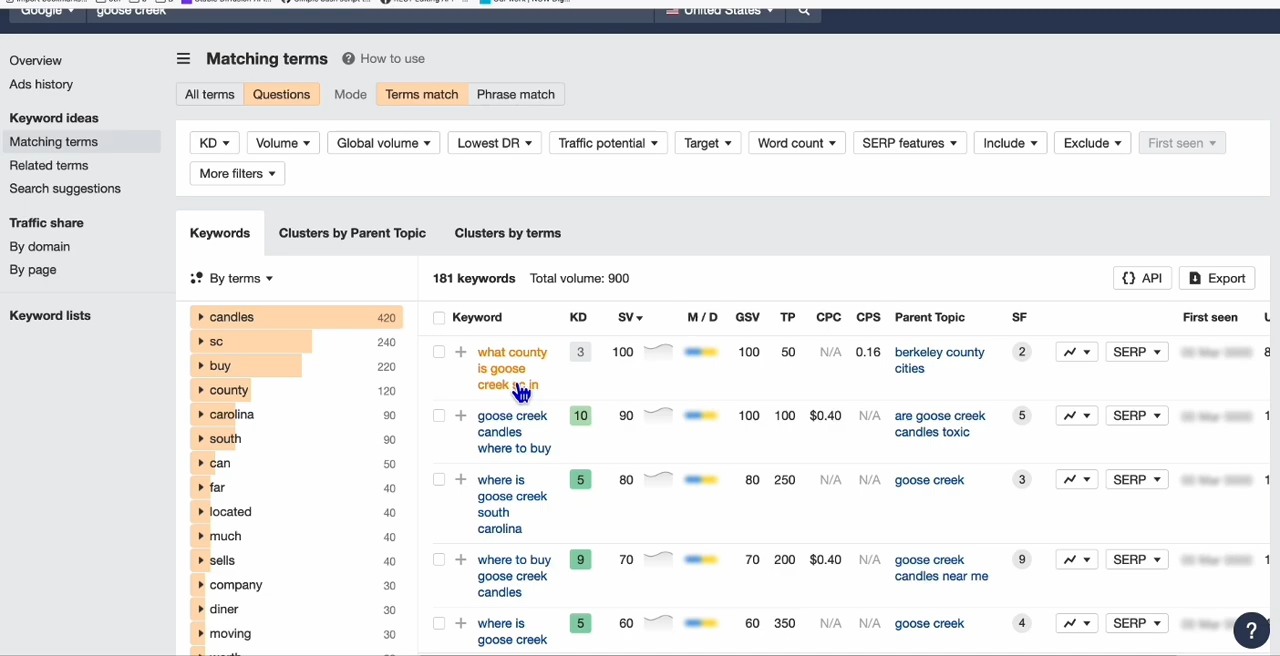 Google
goose creek
United States
Overview
Ads history
Keyword ideas
Matching terms
Related terms
Search suggestions
Traffic share
By domain
By page
Keyword lists
Matching terms
? How to use
All terms
Questions
Mode
Terms match
Phrase match
KD
Volume
Global volume
Lowest DR
Traffic potential
Target
Word count
SERP features
Include
Exclude
First seen
More filters
Keywords
Clusters by Parent Topic
Clusters by terms
By terms
candles 420
sc 240
buy 220
county 120
carolina 90
south 90
can 50
far 40
located 40
much 40
sells 40
company 30
diner 30
moving 30
181 keywords Total volume: 900
{} API
Export
Keyword KD SV M / D GSV TP CPC CPS Parent Topic SF First seen U
what county 3 100 100 50 N/A 0.16 berkeley county 2 SERP 8
is goose cities
creek sc in
goose creek 10 90 100 100 $0.40 N/A are goose creek 5 SERP 1
candles candles toxic
where to buy
where is 5 80 80 250 N/A N/A goose creek 3 SERP 1
goose creek
south
carolina
where to buy 9 70 70 200 $0.40 N/A goose creek 9 SERP 1
goose creek candles near me
candles
where is 5 60 60 350 N/A N/A goose creek 4 SERP
goose creek
?